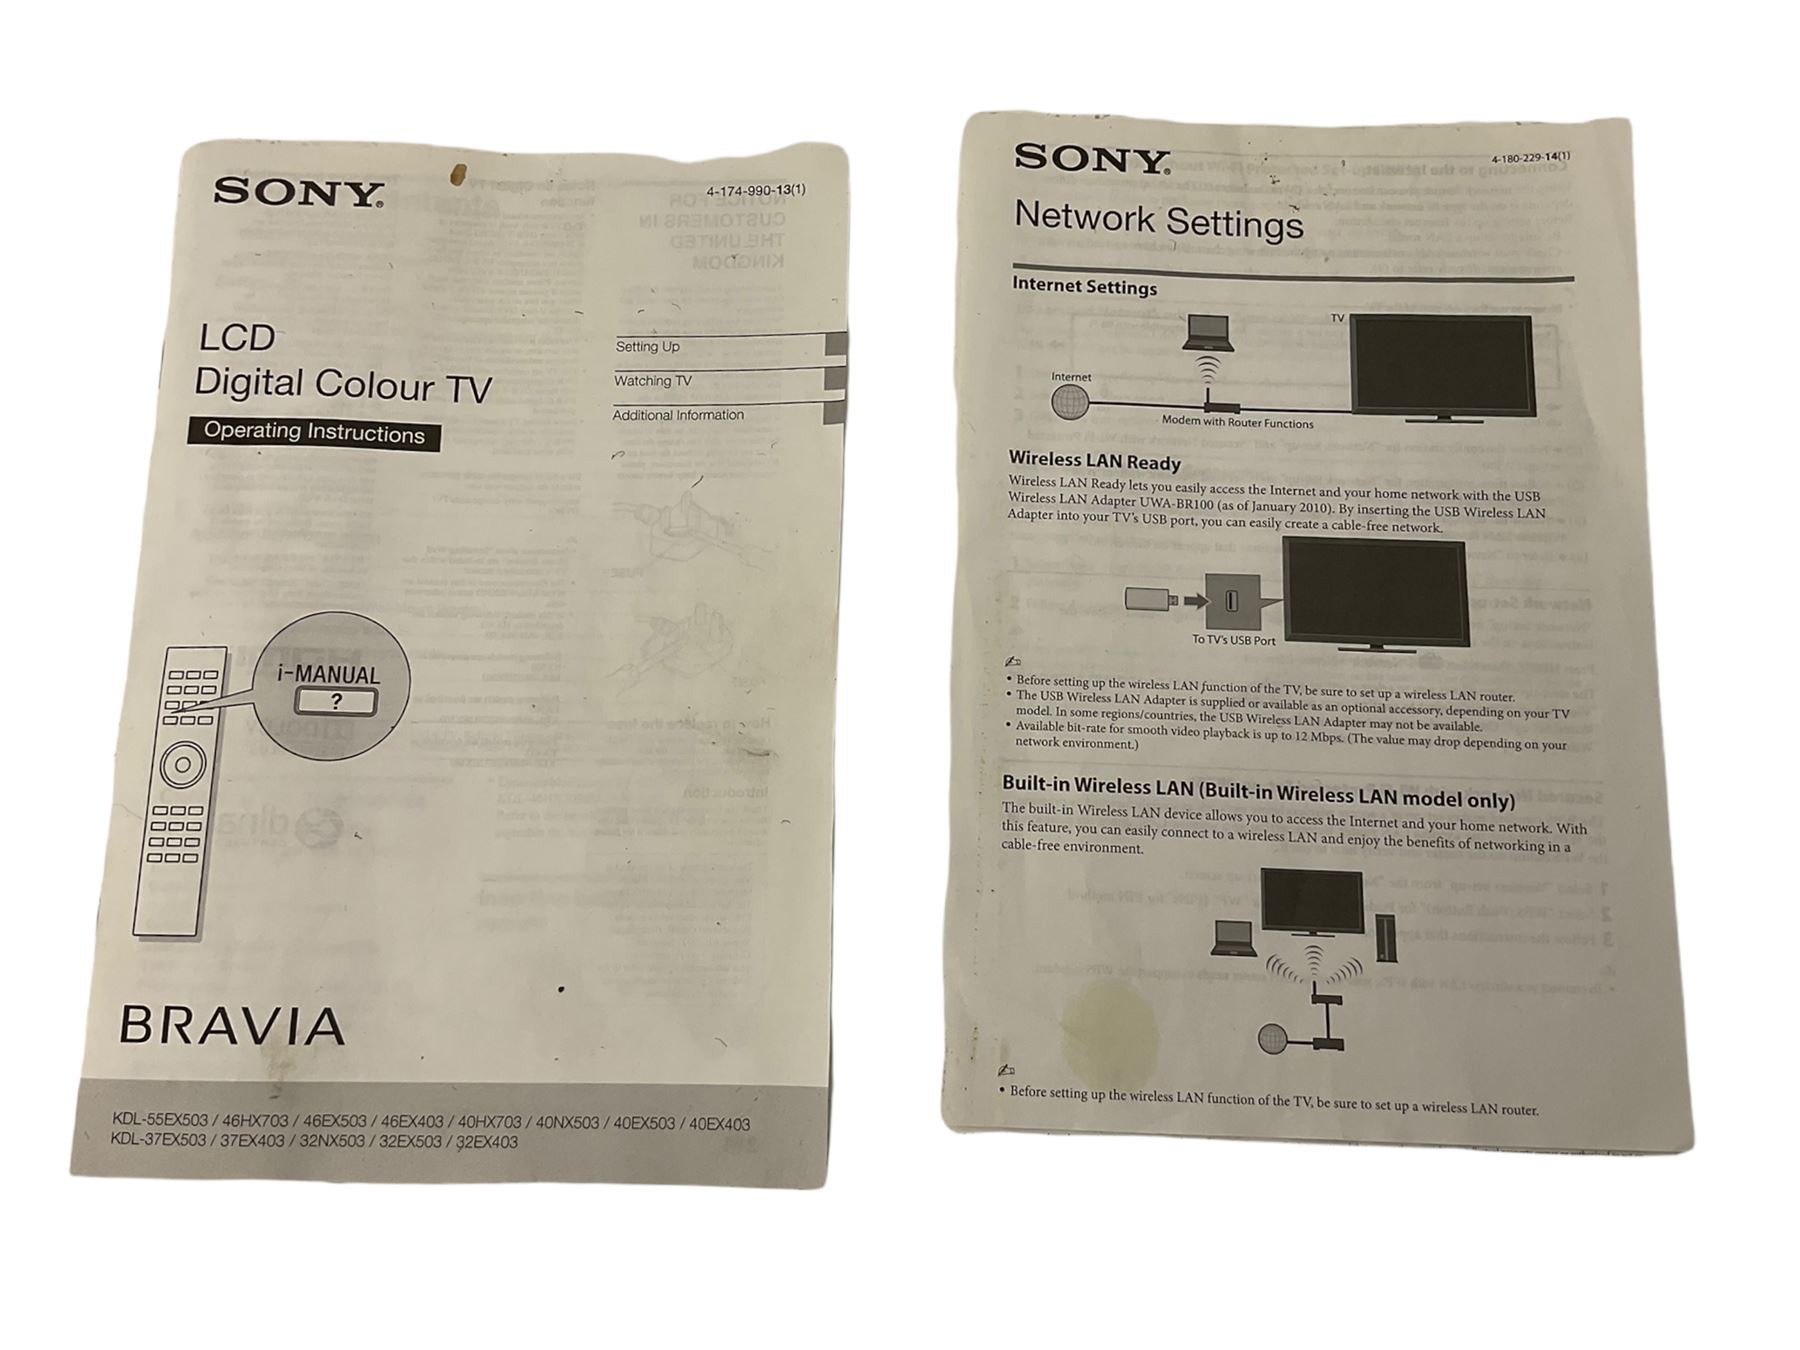 SONY®
4-174-990-13(1)
LCD
Digital Colour TV
Operating Instructions
Setting Up
Watching TV
Additional Information
i-MANUAL
?
BRAVIA
KDL-55EX503 / 46HX703 / 46EX503 / 46EX403 / 40HX703 / 40NX503 / 40EX503 / 40EX403
KDL-37EX503 / 37EX403 / 32NX503 / 32EX503 / 32EX403
SONY®
4-180-229-14(1)
Network Settings
Internet Settings
TV
Internet
Modem with Router Functions
Wireless LAN Ready
Wireless LAN Ready lets you easily access the Internet and your home network with the USB
Wireless LAN Adapter UWA-BR100 (as of January 2010). By inserting the USB Wireless LAN
Adapter into your TV's USB port, you can easily create a cable-free network.
To TV's USB Port
• Before setting up the wireless LAN function of the TV, be sure to set up a wireless LAN router.
• The USB Wireless LAN Adapter is supplied or available as an optional accessory, depending on your TV
model. In some regions/countries, the USB Wireless LAN Adapter may not be available.
• Available bit-rate for smooth video playback is up to 12 Mbps. (The value may drop depending on your
network environment.)
Built-in Wireless LAN (Built-in Wireless LAN model only)
The built-in Wireless LAN device allows you to access the Internet and your home network. With
this feature, you can easily connect to a wireless LAN and enjoy the benefits of networking in a
cable-free environment.
• Before setting up the wireless LAN function of the TV, be sure to set up a wireless LAN router.